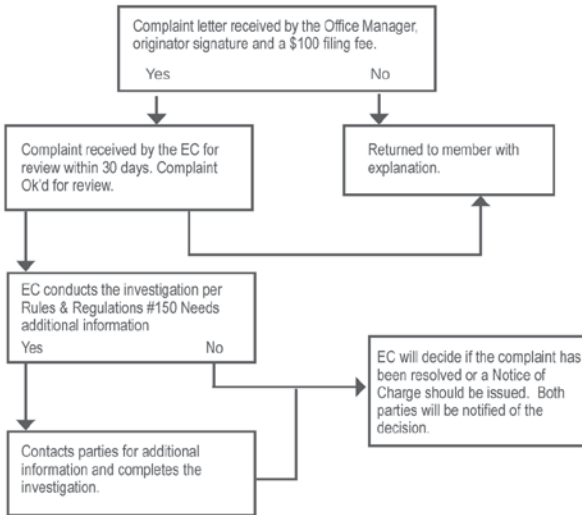 Complaint letter received by the Office Manager,
originator signature and a $100 filing fee.
Yes No
Complaint received by the EC for
review within 30 days. Complaint
Ok'd for review.
Returned to member with
explanation.
EC conducts the investigation per
Rules & Regulations #150 Needs
additional information
Yes No
EC will decide if the complaint has
been resolved or a Notice of
Charge should be issued. Both
parties will be notified of the
decision.
Contacts parties for additional
information and completes the
investigation.